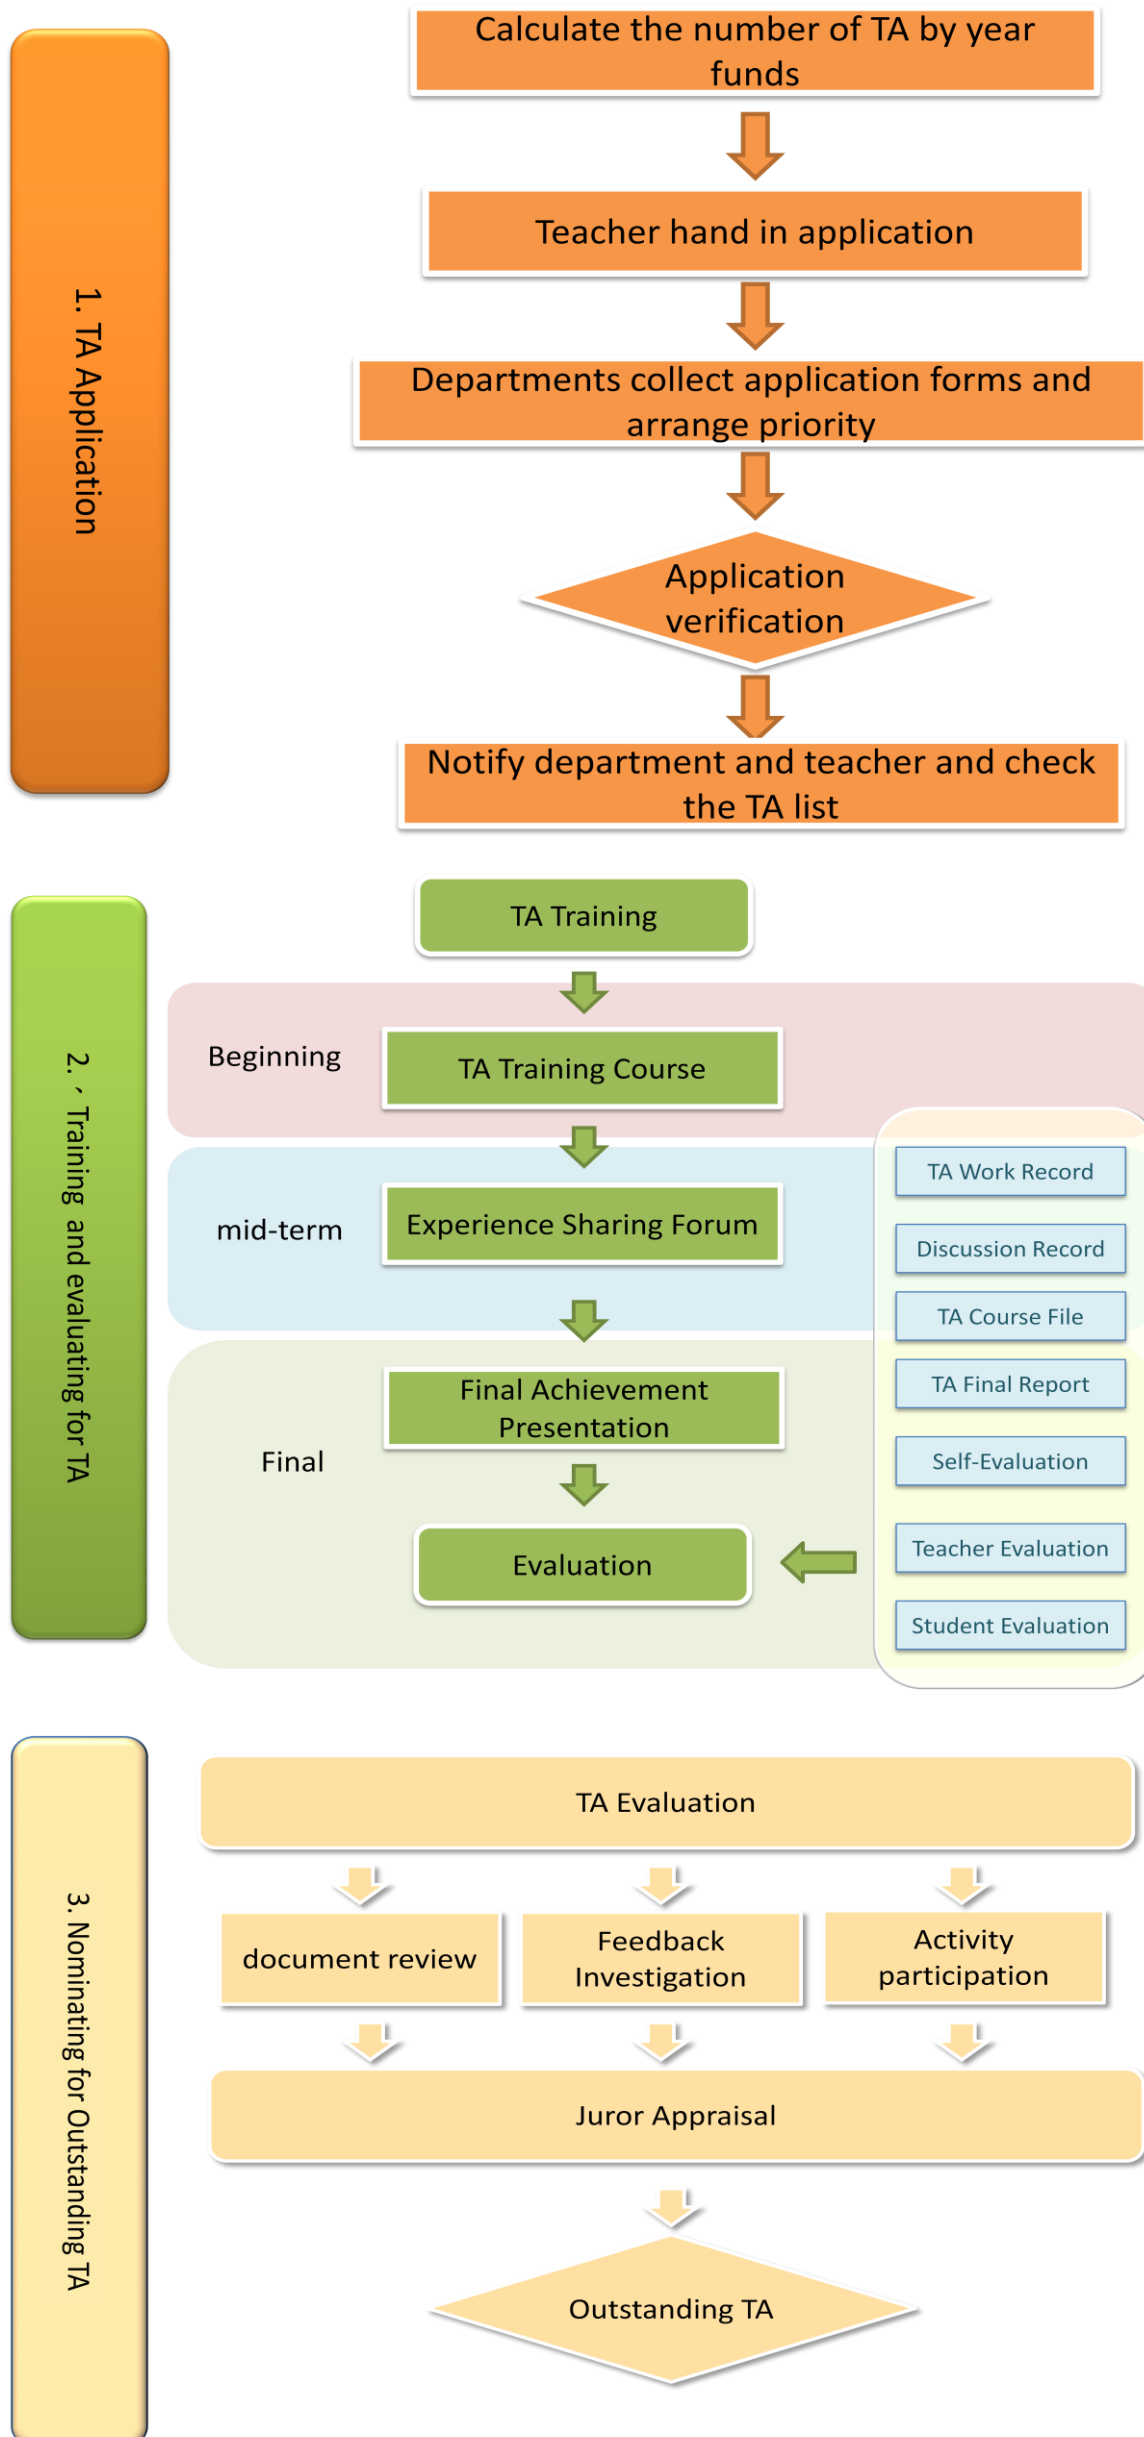 1. TA Application
Calculate the number of TA by year
funds
Teacher hand in application
Departments collect application forms and
arrange priority
Application
verification
Notify department and teacher and check
the TA list
2. ˊ Training and evaluating for TA
TA Training
Beginning
TA Training Course
mid-term
Experience Sharing Forum
Final
Final Achievement
Presentation
Evaluation
TA Work Record
Discussion Record
TA Course File
TA Final Report
Self-Evaluation
Teacher Evaluation
Student Evaluation
3. Nominating for Outstanding TA
TA Evaluation
document review
Feedback
Investigation
Activity
participation
Juror Appraisal
Outstanding TA